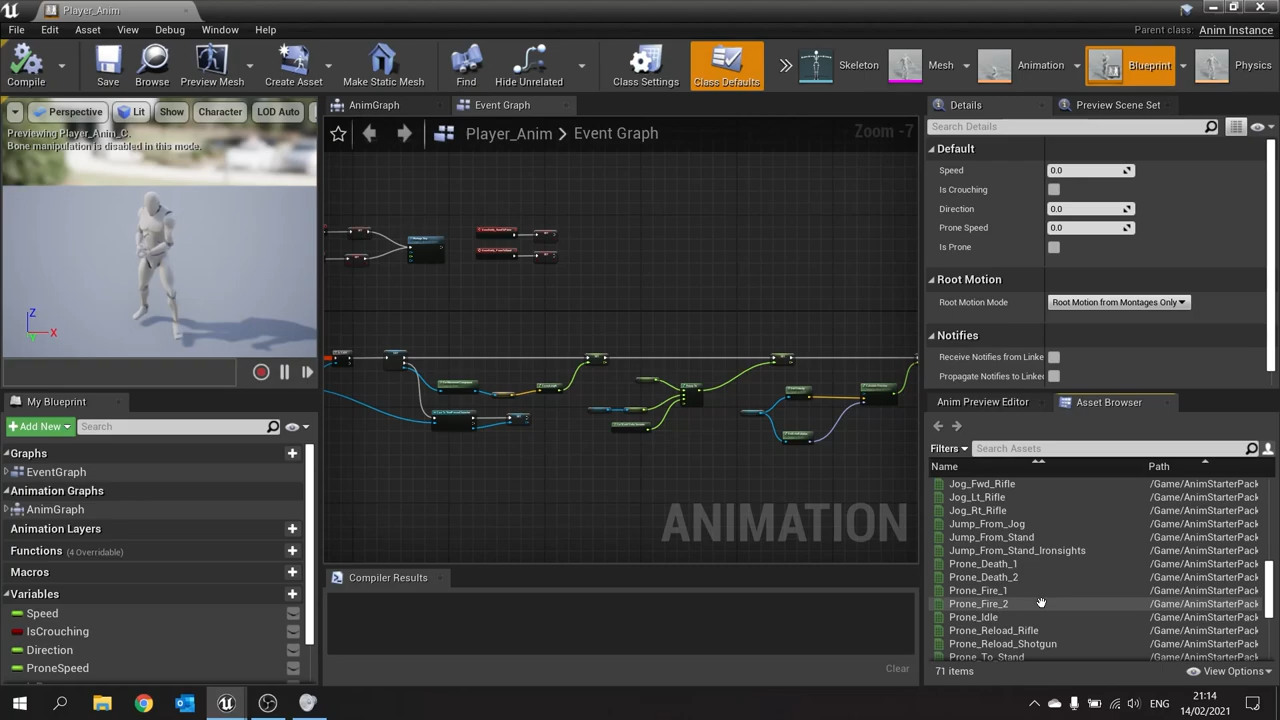 Player_Anim
File Edit Asset View Debug Window Help
Parent class: Anim Instance
Compile Save Browse Preview Mesh Create Asset Make Static Mesh Find Hide Unrelated Class Settings Class Defaults Skeleton Mesh Animation Blueprint Physics
Perspective Lit Show Character LOD Auto
Previewing Player_Anim_C.
Bone manipulation is disabled in this mode.
Z
X
Y
AnimGraph Event Graph
Player_Anim Event Graph
Zoom -7
ANIMATION
Details Preview Scene Set
Search Details
Default
Speed 0.0
Is Crouching
Direction 0.0
Prone Speed 0.0
Is Prone
Root Motion
Root Motion Mode Root Motion from Montages Only
Notifies
Receive Notifies from Linke
Propagate Notifies to Linke
My Blueprint
Add New Search
Graphs
EventGraph
Animation Graphs
AnimGraph
Animation Layers
Functions (4 Overridable)
Macros
Variables
Speed
IsCrouching
Direction
ProneSpeed
Compiler Results
Clear
Anim Preview Editor Asset Browser
Filters Search Assets
Name Path
Jog_Fwd_Rifle /Game/AnimStarterPack
Jog_Lt_Rifle /Game/AnimStarterPack
Jog_Rt_Rifle /Game/AnimStarterPack
Jump_From_Jog /Game/AnimStarterPack
Jump_From_Stand /Game/AnimStarterPack
Jump_From_Stand_Ironsights /Game/AnimStarterPack
Prone_Death_1 /Game/AnimStarterPack
Prone_Death_2 /Game/AnimStarterPack
Prone_Fire_1 /Game/AnimStarterPack
Prone_Fire_2 /Game/AnimStarterPack
Prone_Idle /Game/AnimStarterPack
Prone_Reload_Rifle /Game/AnimStarterPack
Prone_Reload_Shotgun /Game/AnimStarterPack
Prone_To_Stand /Game/AnimStarterPack
71 items View Options
ENG
21:14
14/02/2021